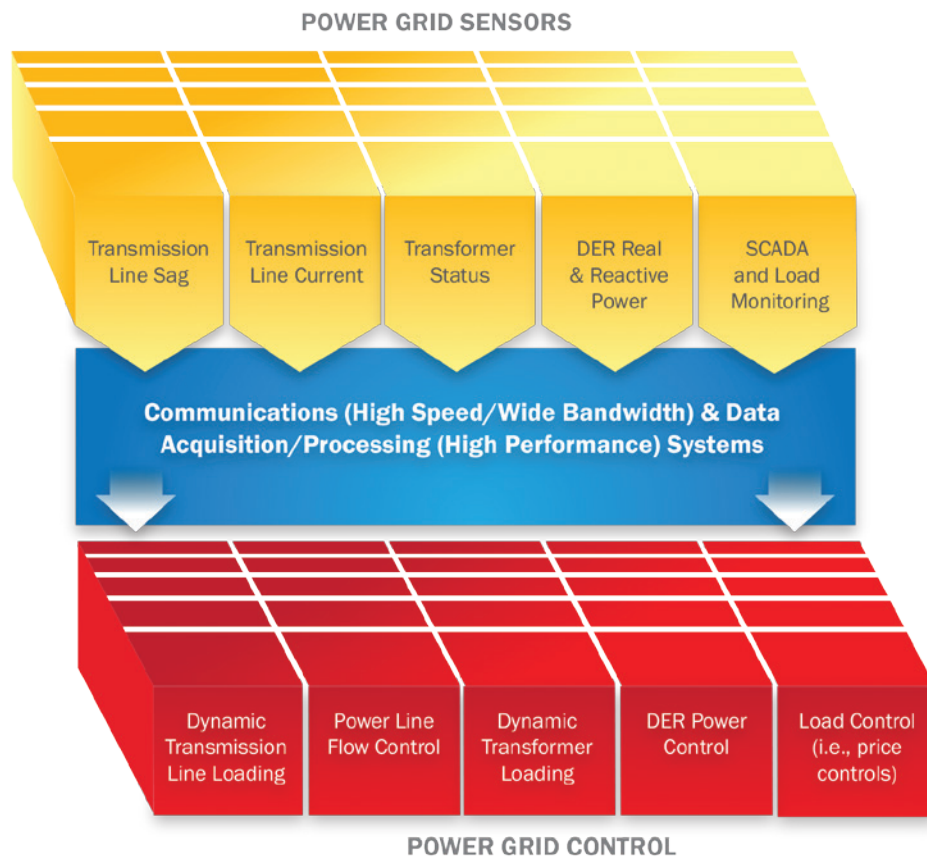 POWER GRID SENSORS
Transmission
Line Sag
Transmission
Line Current
Transformer
Status
DER Real
& Reactive
Power
SCADA
and Load
Monitoring
Communications (High Speed/Wide Bandwidth) & Data
Acquisition/Processing (High Performance) Systems
Dynamic
Transmission
Line Loading
Power Line
Flow Control
Dynamic
Transformer
Loading
DER Power
Control
Load Control
(i.e., price
controls)
POWER GRID CONTROL